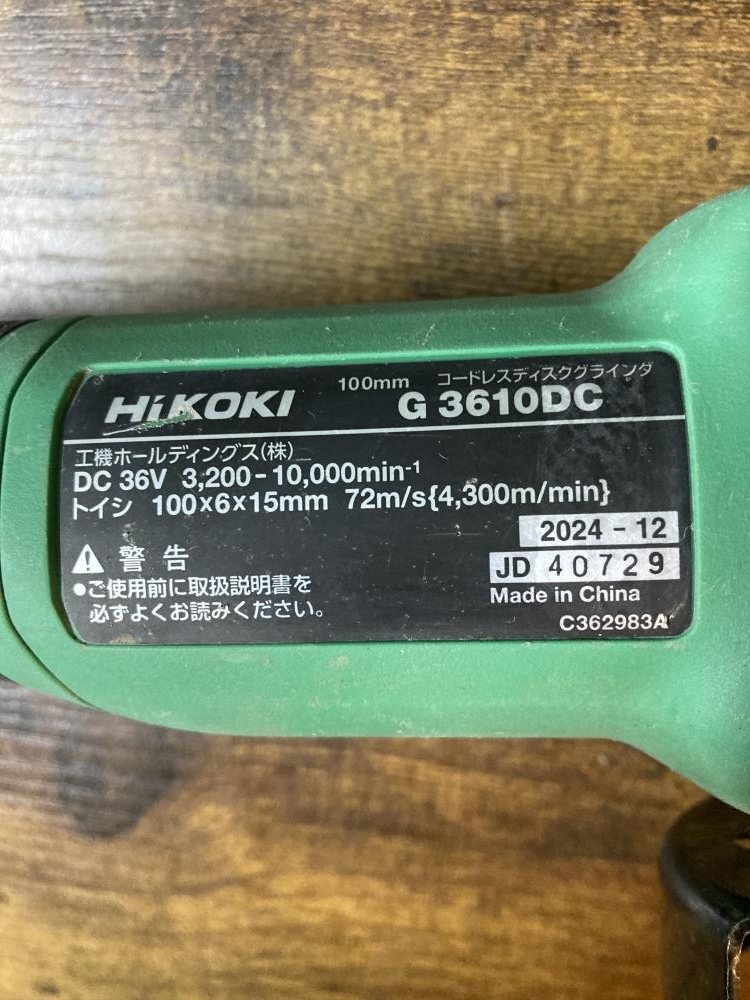 100mm コードレスディスクグラインダ
HiKOKI G 3610DC
工機ホールディングス(株)
DC 36V 3,200-10,000min-1
トイシ 100x6x15mm 72m/s{4,300m/min}
2024-12
警告 JD 40729
●ご使用前に取扱説明書を Made in China
必ずよくお読みください。
C362983A